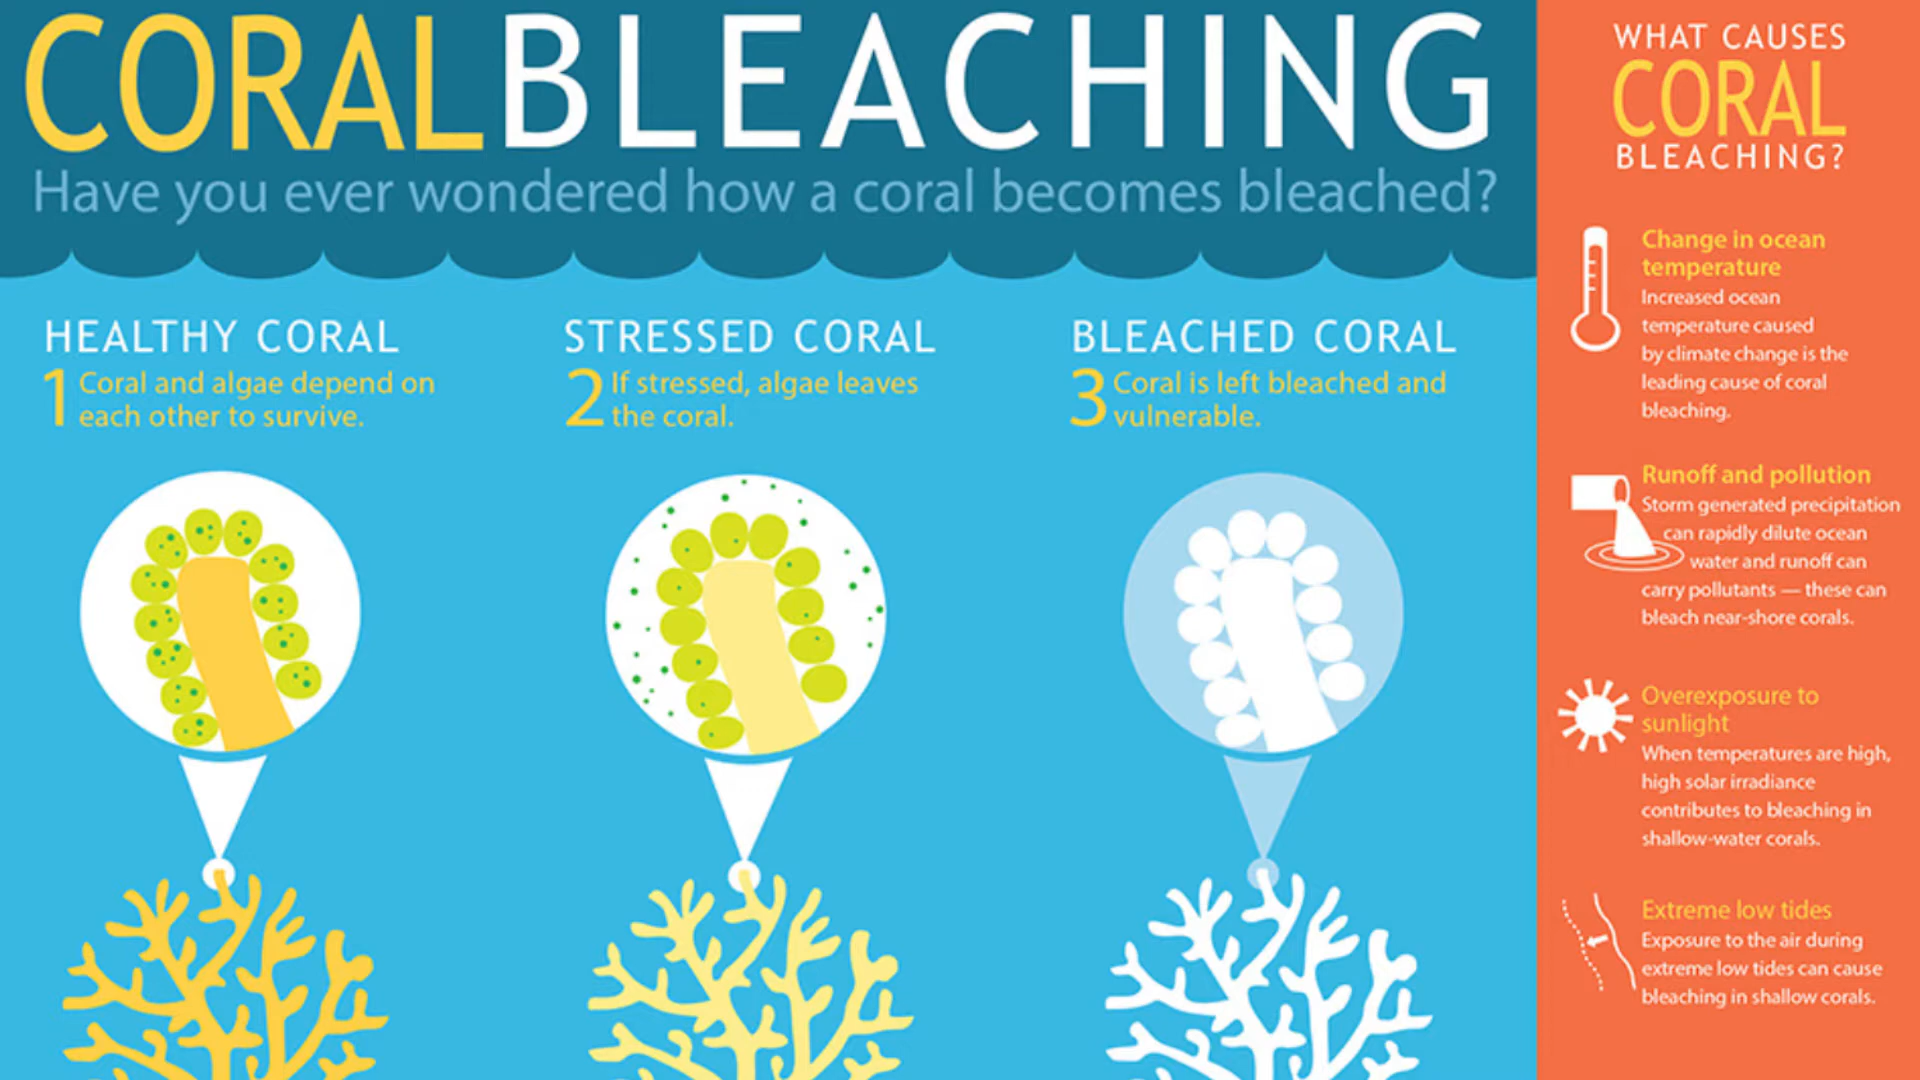 CORALBLEACHING
Have you ever wondered how a coral becomes bleached?
HEALTHY CORAL
1 Coral and algae depend on
each other to survive.
STRESSED CORAL
2 If stressed, algae leaves
the coral.
BLEACHED CORAL
3 Coral is left bleached and
vulnerable.
WHAT CAUSES
CORAL
BLEACHING?
Change in ocean
temperature
Increased ocean
temperature caused
by climate change is the
leading cause of coral
bleaching.
Runoff and pollution
Storm generated precipitation
can rapidly dilute ocean
water and runoff can
carry pollutants — these can
bleach near-shore corals.
Overexposure to
sunlight
When temperatures are high,
high solar irradiance
contributes to bleaching in
shallow-water corals.
Extreme low tides
Exposure to the air during
extreme low tides can cause
bleaching in shallow corals.